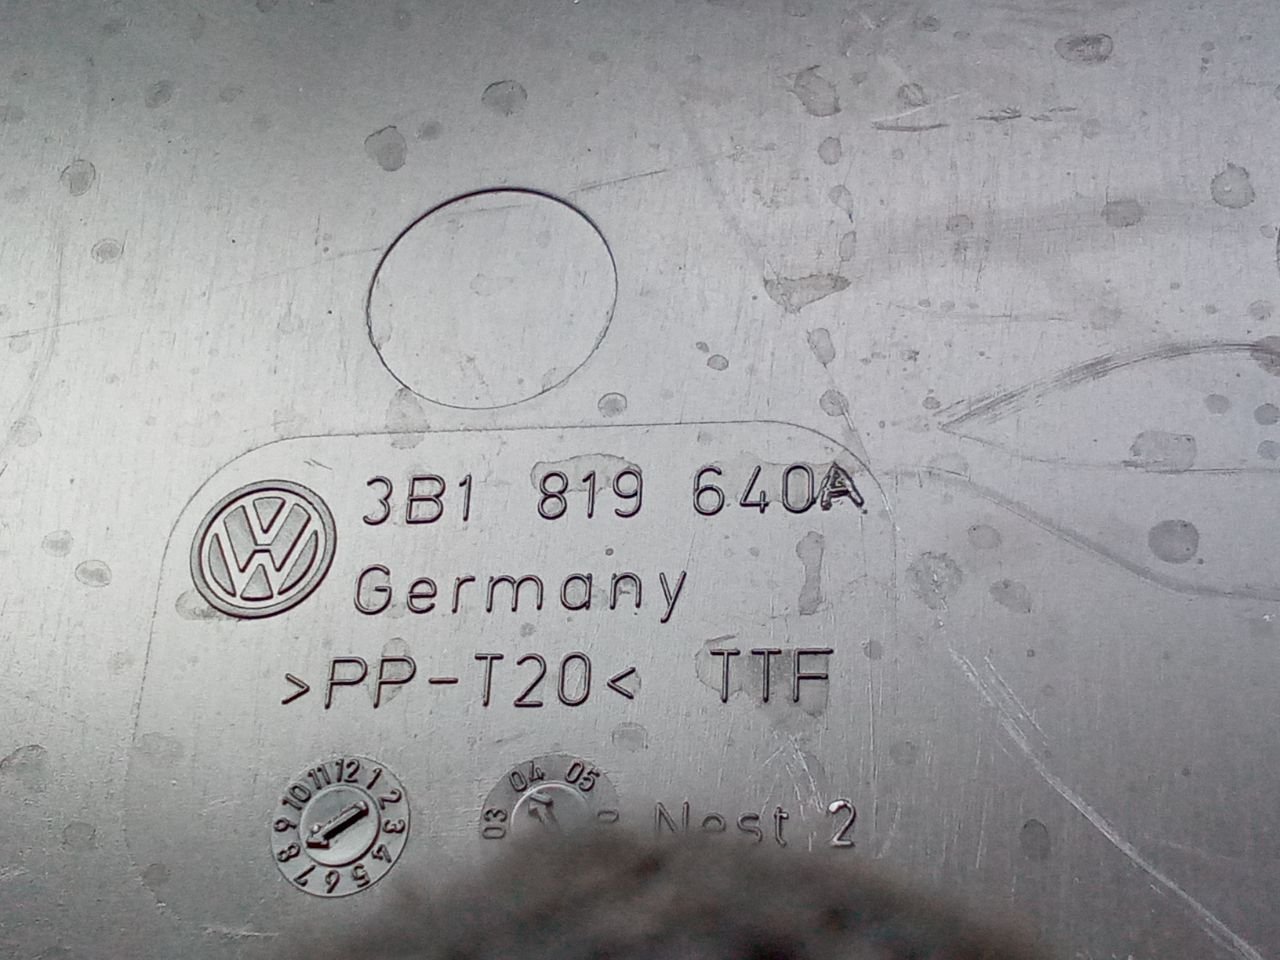 3B1 819 640A
Germany
>PP-T20< TTF
1 2 3 4 5 6 7 8 9 10 11 12
03 04 05
Nest 2